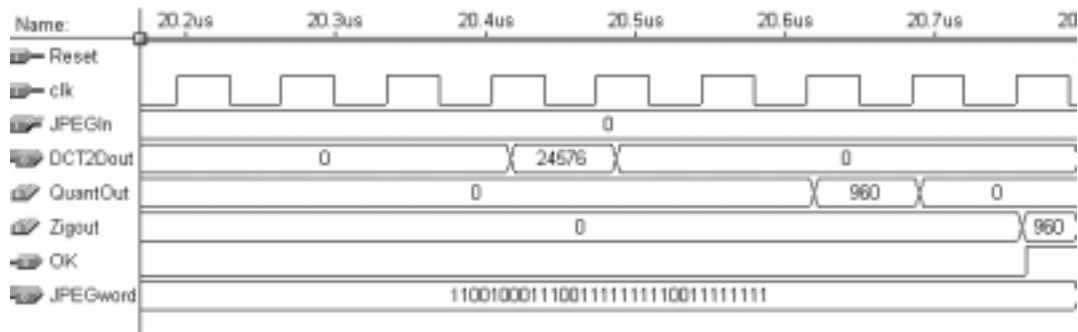 Name: 20.2us 20.3us 20.4us 20.5us 20.6us 20.7us 20
Reset
clk
JPEGIn 0
DCT2Dout 0 24576 0
QuantOut 0 960 0
Zigout 0 960
OK
JPEGword